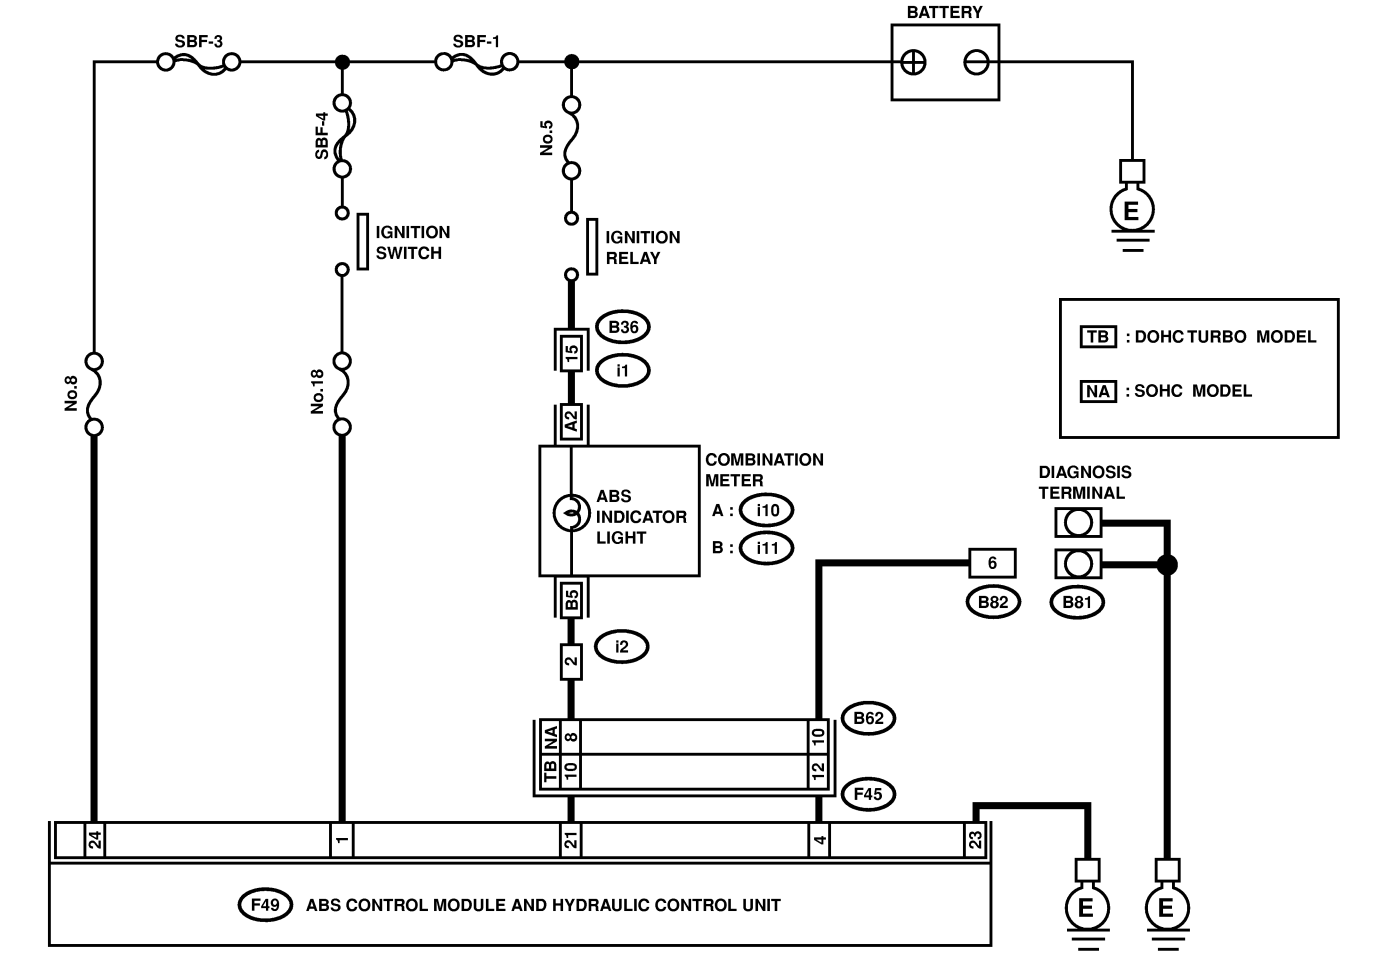 BATTERY
SBF-3
SBF-1
SBF-4
No.5
E
IGNITION
SWITCH
IGNITION
RELAY
B36
15
i1
TB : DOHC TURBO MODEL
NA : SOHC MODEL
No.8
No.18
A2
COMBINATION
METER
A : i10
B : i11
ABS
INDICATOR
LIGHT
DIAGNOSIS
TERMINAL
6
B82
B81
B5
i2
2
NA 8 10
TB 10 12
B62
F45
24 1 21 4 23
F49 ABS CONTROL MODULE AND HYDRAULIC CONTROL UNIT
E
E